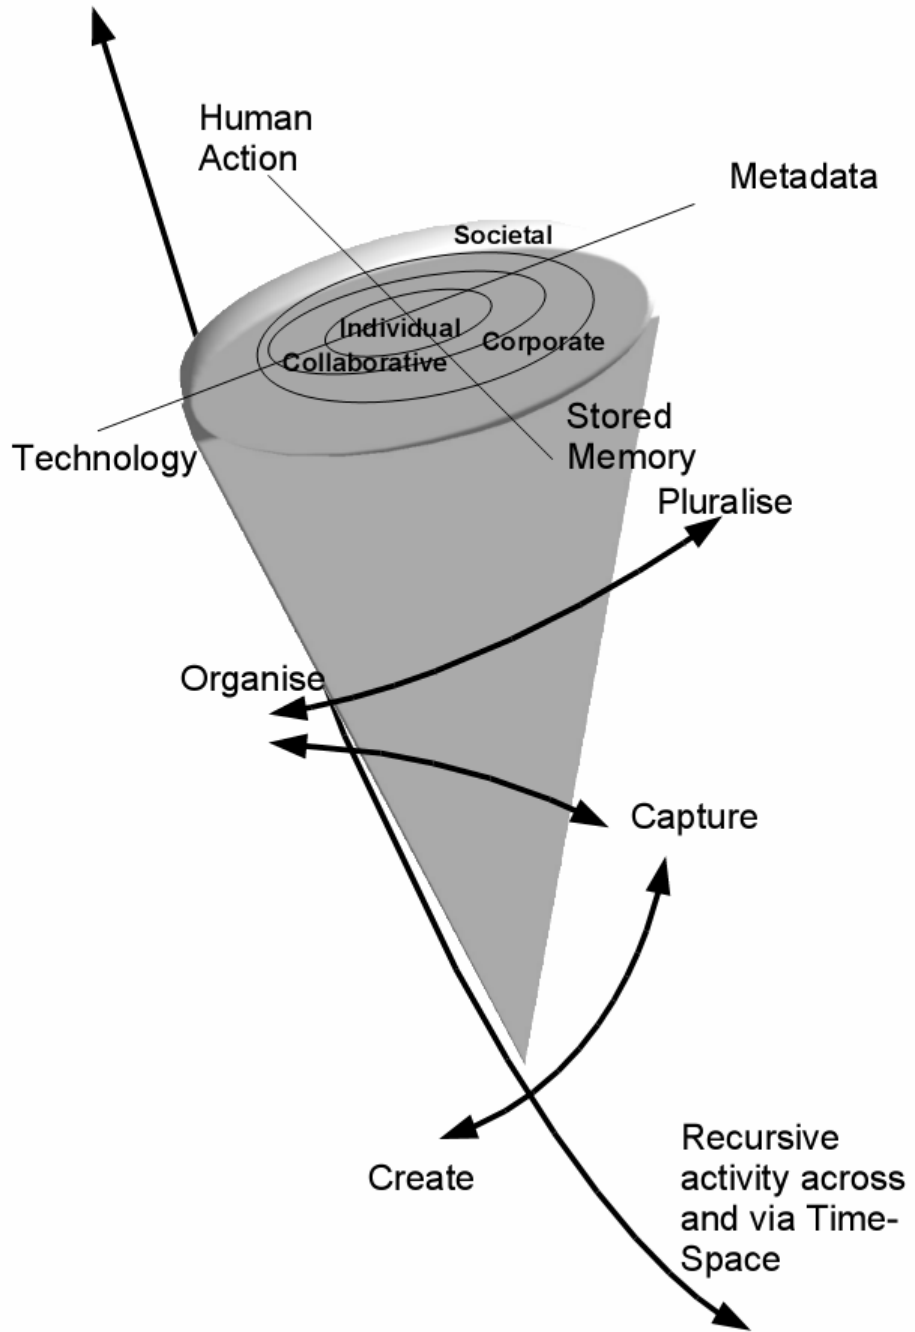 Human
Action
Metadata
Societal
Individual
Corporate
Collaborative
Stored
Memory
Technology
Pluralise
Organise
Capture
Create
Recursive
activity across
and via Time-
Space